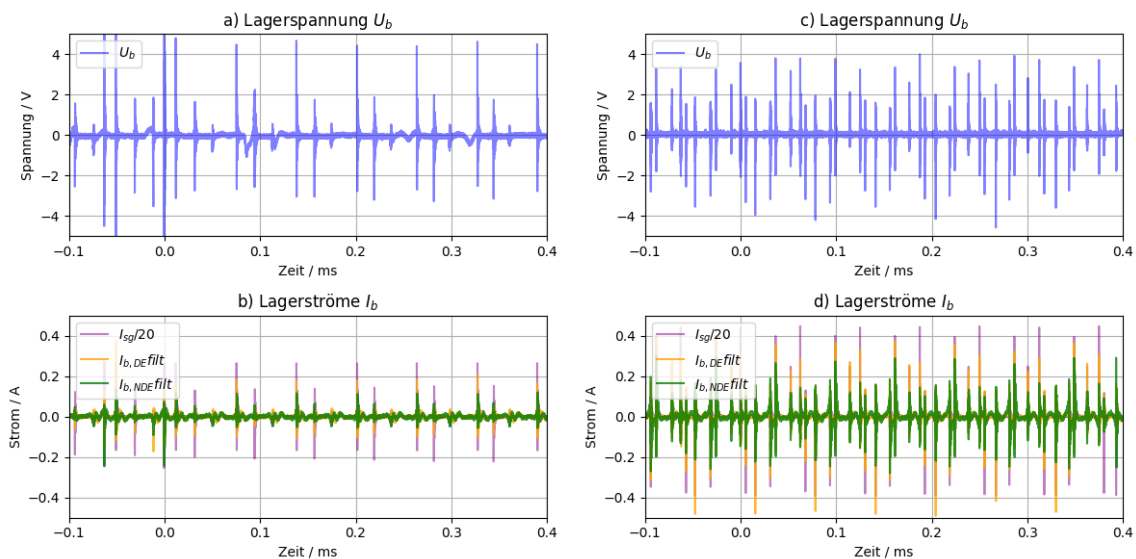 a) Lagerspannung U_b
Spannung / V
4
2
0
−2
−4
U_b
−0.1 0.0 0.1 0.2 0.3 0.4
Zeit / ms
c) Lagerspannung U_b
Spannung / V
4
2
0
−2
−4
U_b
−0.1 0.0 0.1 0.2 0.3 0.4
Zeit / ms
b) Lagerströme I_b
Strom / A
0.4
0.2
0.0
−0.2
−0.4
I_sg/20
I_b,DE filt
I_b,NDE filt
−0.1 0.0 0.1 0.2 0.3 0.4
Zeit / ms
d) Lagerströme I_b
Strom / A
0.4
0.2
0.0
−0.2
−0.4
I_sg/20
I_b,DE filt
I_b,NDE filt
−0.1 0.0 0.1 0.2 0.3 0.4
Zeit / ms